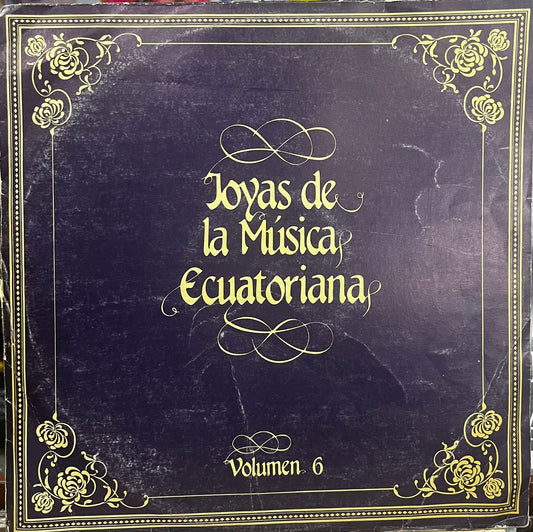 Joyas de
la Música
Ecuatoriana
Volumen 6